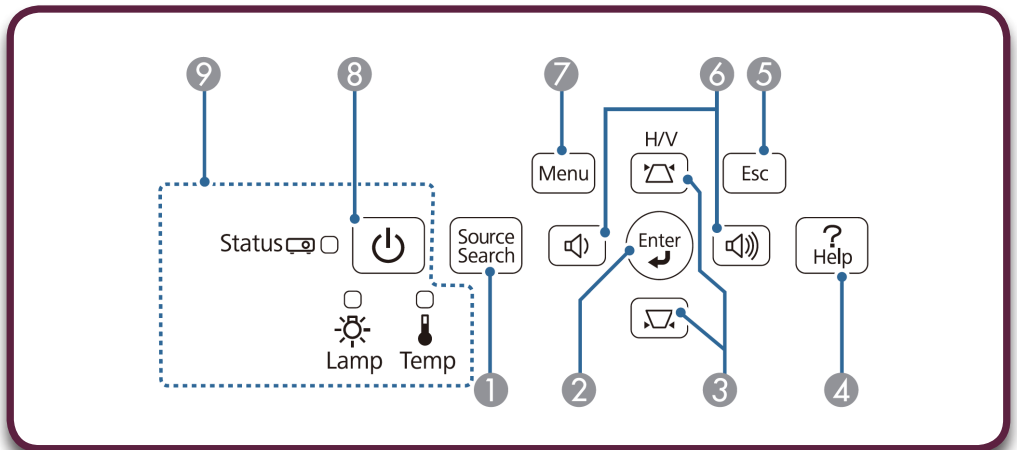 9 8 7 6 5
H/V
Menu
Esc
Status
Source
Search
Enter
?
Help
Lamp Temp
1 2 3 4